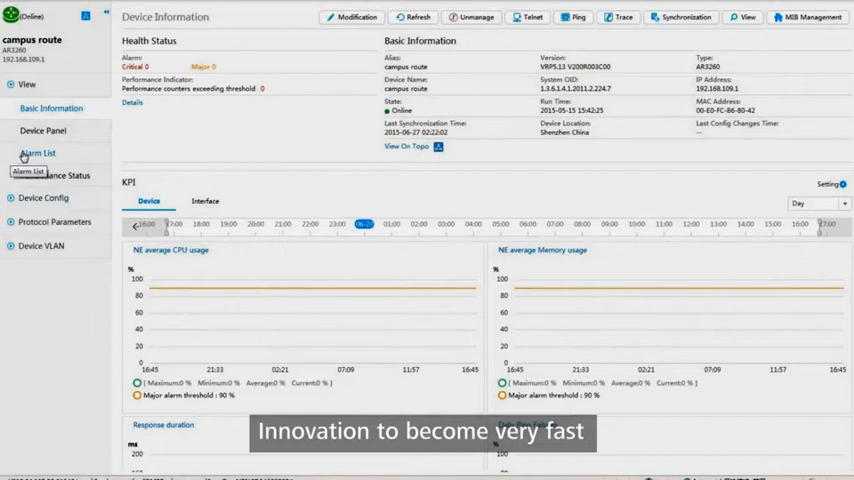 (Online)
campus route
AR3260
192.168.109.1
View
Basic Information
Device Panel
Alarm List
Alarm List
Status
Device Config
Protocol Parameters
Device VLAN
Device Information
Modification
Refresh
Unmanage
Telnet
Ping
Trace
Synchronization
View
MIB Management
Health Status
Alarm:
Critical 0 Major 0
Performance Indicator:
Performance counters exceeding threshold 0
Details
Basic Information
Alias:
campus route
Version:
VRP5.13 V200R003C00
Type:
AR3260
Device Name:
campus route
System OID:
1.3.6.1.4.1.2011.2.224.7
IP Address:
192.168.109.1
State:
Online
Run Time:
2015-05-15 15:42:25
MAC Address:
00-E0-FC-86-80-42
Last Synchronization Time:
2015-06-27 02:22:02
Device Location:
Shenzhen China
Last Config Changes Time:
--
View On Topo
KPI
Setting
Device
Interface
Day
16:00 17:00 18:00 19:00 20:00 21:00 22:00 23:00 06-27 01:00 02:00 03:00 04:00 05:00 06:00 07:00 08:00 09:00 10:00 11:00 12:00 13:00 14:00 15:00 16:00 17:00
NE average CPU usage
%
100
80
60
40
20
0
16:45 21:33 02:21 07:09 11:57 16:45
[ Maximum:0 % Minimum:0 % Average:0 % Current:0 % ]
Major alarm threshold : 90 %
NE average Memory usage
%
100
80
60
40
20
0
16:45 21:33 02:21 07:09 11:57 16:45
[ Maximum:0 % Minimum:0 % Average:0 % Current:0 % ]
Major alarm threshold : 90 %
Response duration
ms
200
%
100
Innovation to become very fast